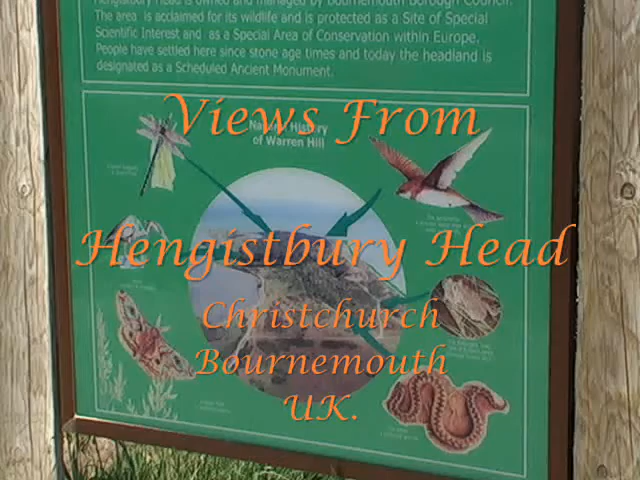 Hengistbury Head is owned and managed by Bournemouth Borough Council.
The area is acclaimed for its wildlife and is protected as a Site of Special
Scientific Interest and as a Special Area of Conservation within Europe.
People have settled here since stone age times and today the headland is
designated as a Scheduled Ancient Monument.
Views From
Natural History
of Warren Hill
Hengistbury Head
Christchurch
Bournemouth
UK.